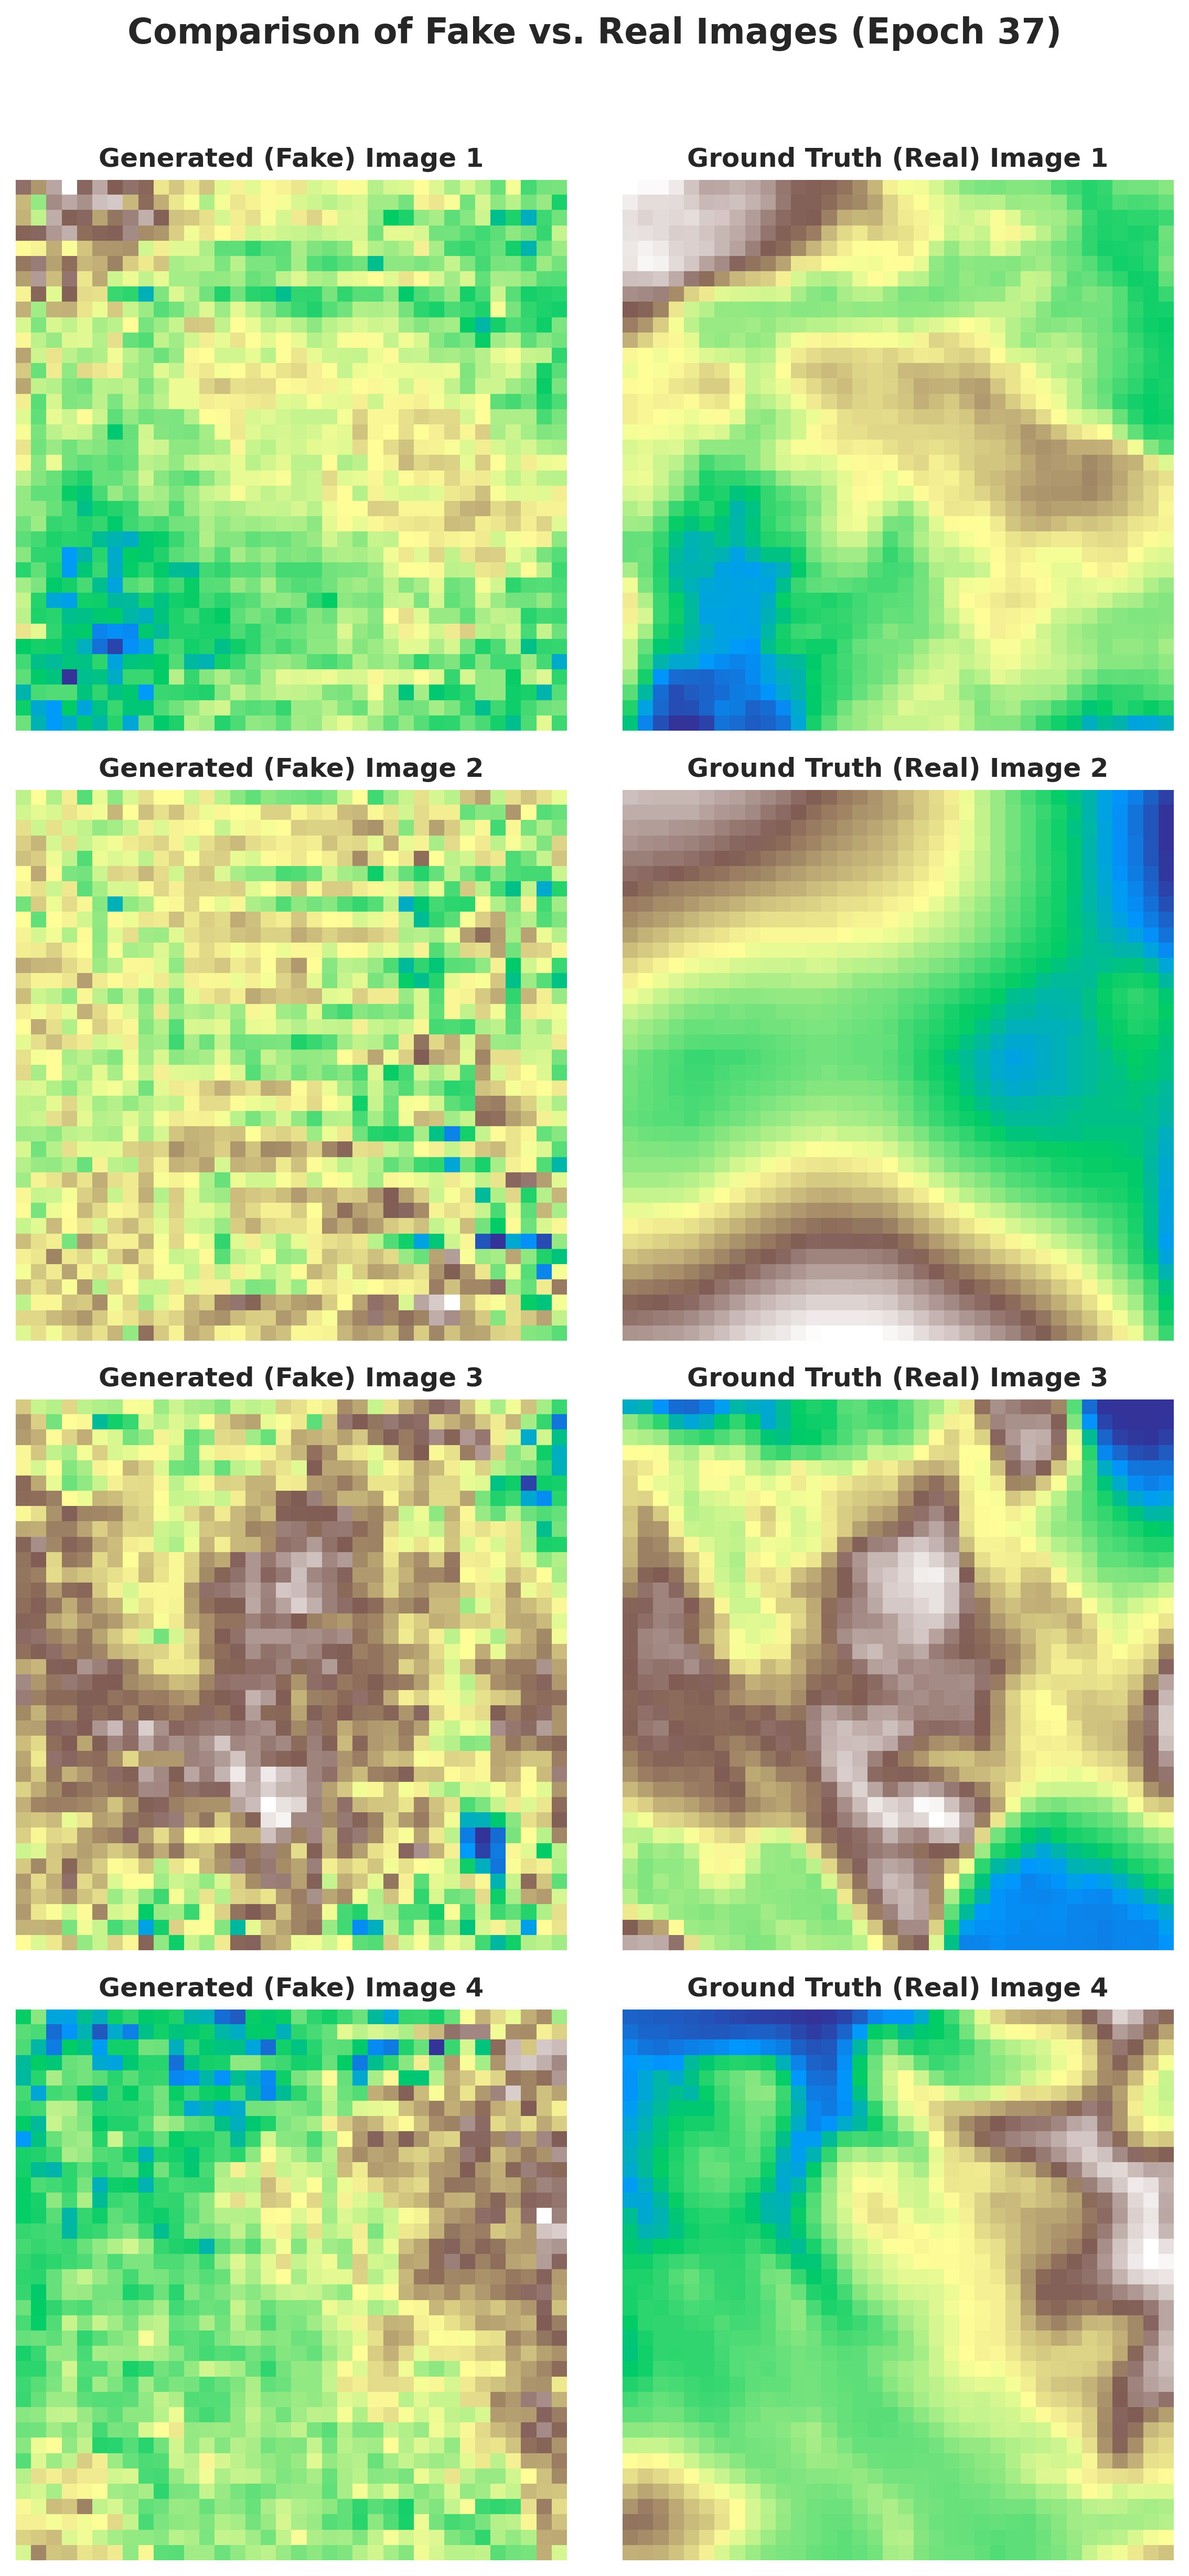 Comparison of Fake vs. Real Images (Epoch 37)
Generated (Fake) Image 1
Ground Truth (Real) Image 1
Generated (Fake) Image 2
Ground Truth (Real) Image 2
Generated (Fake) Image 3
Ground Truth (Real) Image 3
Generated (Fake) Image 4
Ground Truth (Real) Image 4